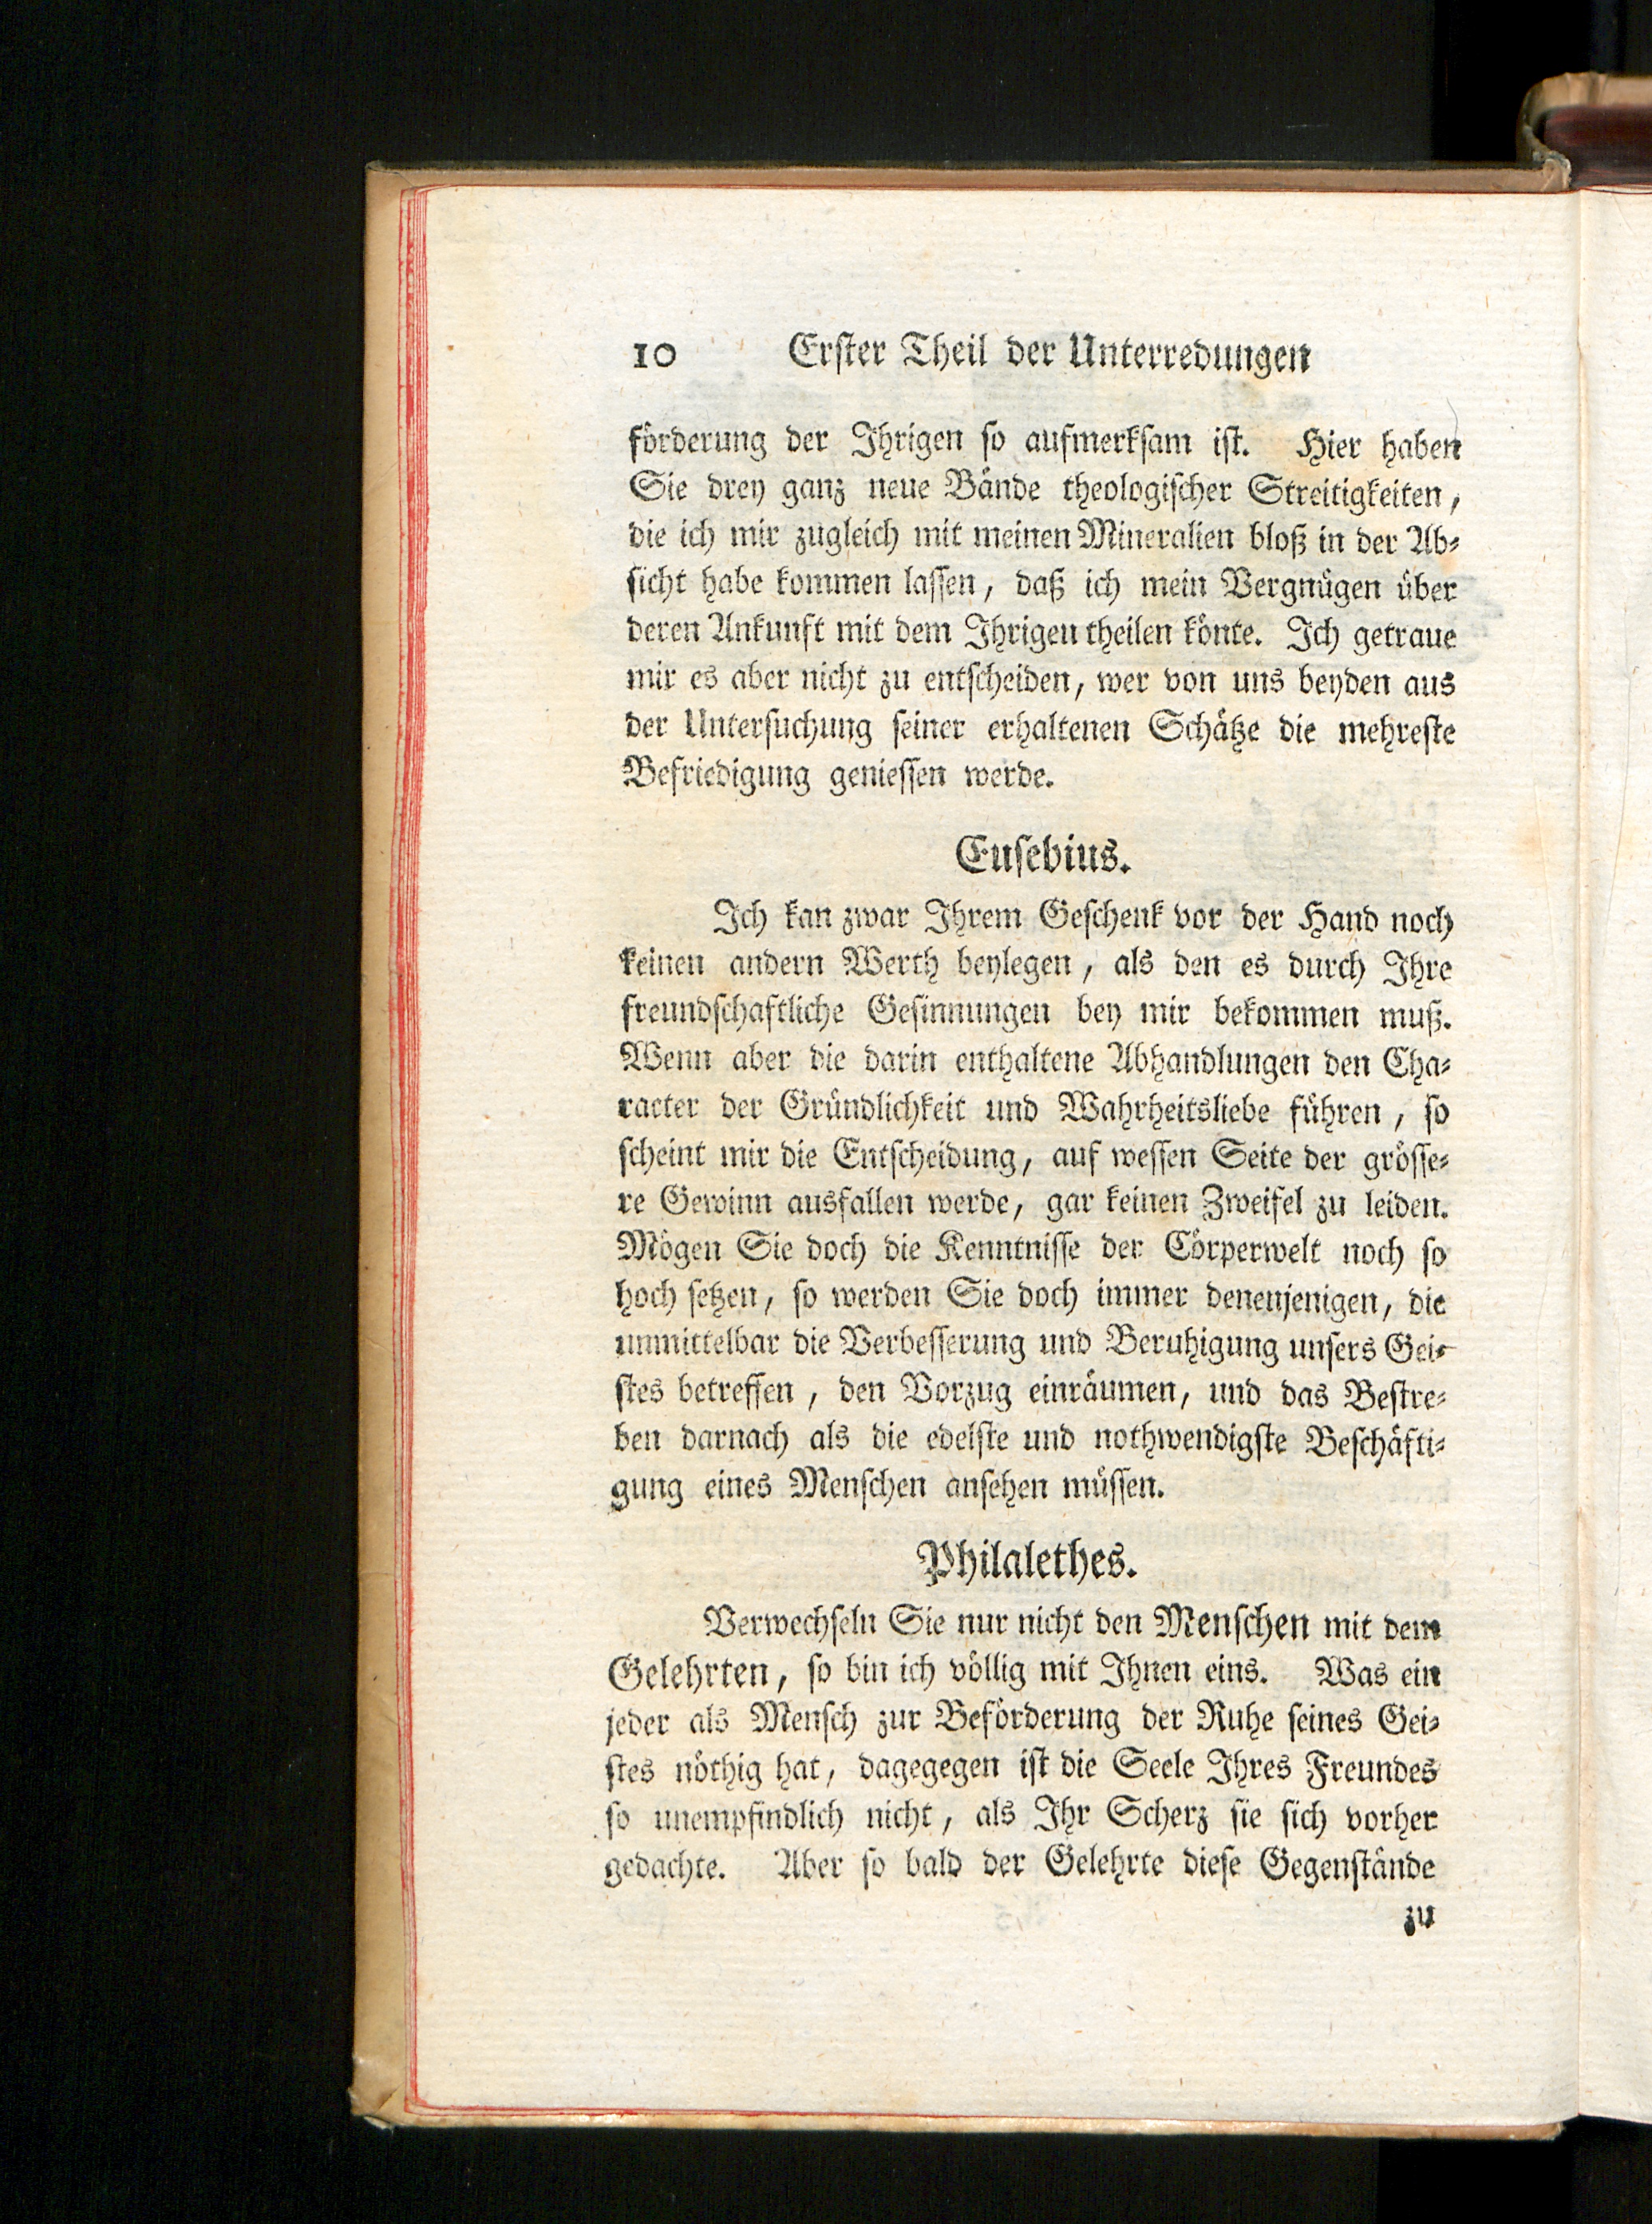 10 Erſter Theil der Unterredungen
förderung der Ihrigen ſo aufmerkſam iſt. Hier haben
Sie drey ganz neue Bände theologiſcher Streitigkeiten,
die ich mir zugleich mit meinen Mineralien bloß in der Ab-
ſicht habe kommen laſſen, daß ich mein Vergnügen über
deren Ankunft mit dem Ihrigen theilen könte. Ich getraue
mir es aber nicht zu entſcheiden, wer von uns beyden aus
der Unterſuchung ſeiner erhaltenen Schätze die mehreſte
Befriedigung genieſſen werde.
Euſebius.
Ich kan zwar Ihrem Geſchenk vor der Hand noch
keinen andern Werth beylegen, als den es durch Ihre
freundſchaftliche Geſinnungen bey mir bekommen muß.
Wenn aber die darin enthaltene Abhandlungen den Cha-
racter der Gründlichkeit und Wahrheitsliebe führen, ſo
ſcheint mir die Entſcheidung, auf weſſen Seite der gröſſe-
re Gewinn ausfallen werde, gar keinen Zweifel zu leiden.
Mögen Sie doch die Kenntniſſe der Cörperwelt noch ſo
hoch ſetzen, ſo werden Sie doch immer denenjenigen, die
unmittelbar die Verbeſſerung und Beruhigung unſers Gei-
ſtes betreffen, den Vorzug einräumen, und das Beſtre-
ben darnach als die edelſte und nothwendigſte Beſchäfti-
gung eines Menſchen anſehen müſſen.
Philalethes.
Verwechſeln Sie nur nicht den Menſchen mit dem
Gelehrten, ſo bin ich völlig mit Ihnen eins. Was ein
jeder als Menſch zur Beförderung der Ruhe ſeines Gei-
ſtes nöthig hat, dagegegen iſt die Seele Ihres Freundes
ſo unempfindlich nicht, als Ihr Scherz ſie ſich vorher
gedachte. Aber ſo bald der Gelehrte dieſe Gegenſtände
zu